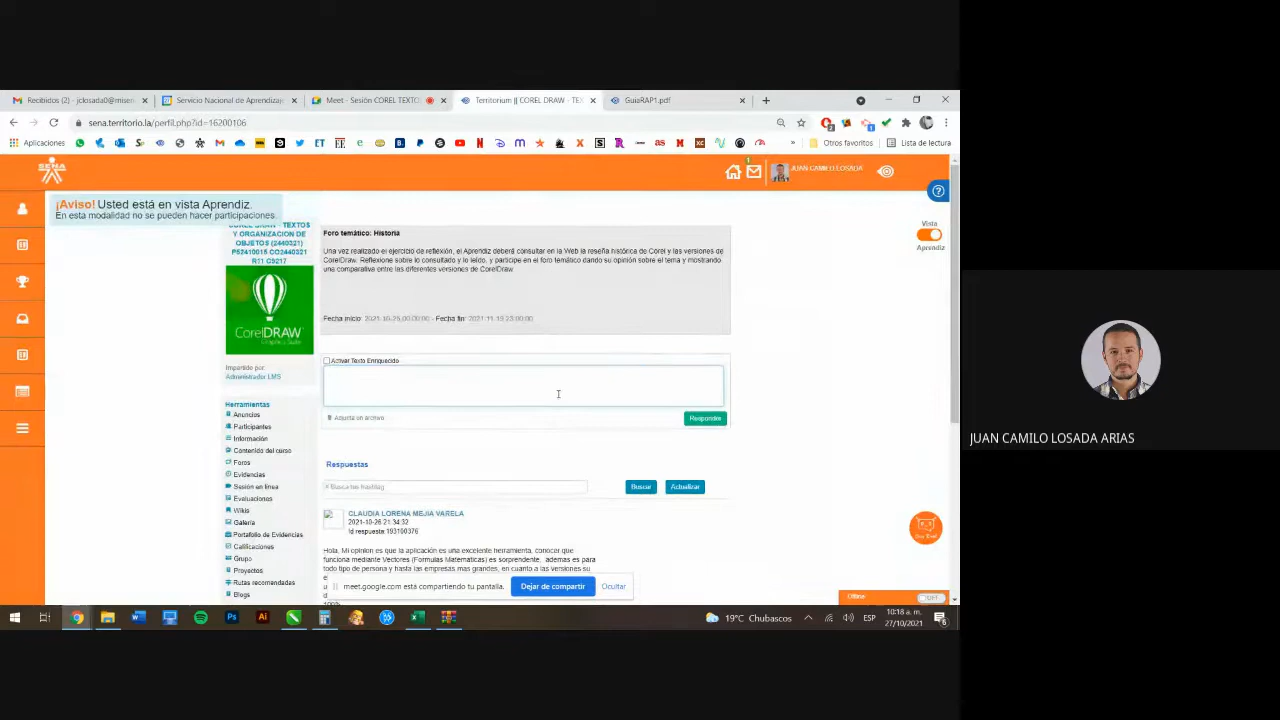 Recibidos (2) - jclosada0@misen
Servicio Nacional de Aprendizaje
Meet - Sesión COREL TEXTO
Territorium || COREL DRAW - TEX
GuiaRAP1.pdf
sena.territorio.la/perfil.php?id=16200106
Aplicaciones
Otros favoritos
Lista de lectura
SENA
JUAN CAMILO LOSADA
¡Aviso! Usted está en vista Aprendiz.
En esta modalidad no se pueden hacer participaciones.
Vista
Aprendiz
COREL DRAW - TEXTOS
Y ORGANIZACION DE
OBJETOS (2440321)
Foro temático: Historia
Una vez realizado el ejercicio de reflexión, el Aprendiz deberá consultar en la Web la reseña histórica de Corel y las versiones de
CorelDraw. Reflexione sobre lo consultado y lo leído, y participe en el foro temático dando su opinión sobre el tema y mostrando
una comparativa entre las diferentes versiones de CorelDraw
Fecha inicio: 2021-10-25 00:00:00 - Fecha fin: 2021-11-13 23:00:00
CorelDRAW
Graphics Suite
Impartido por:
Administrador LMS
Activar Texto Enriquecido
Adjunta un archivo
Responder
Herramientas
Anuncios
Participantes
Información
Contenido del curso
Foros
Evidencias
Sesión en línea
Evaluaciones
Wikis
Galería
Portafolio de Evidencias
Calificaciones
Grupo
Proyectos
Rutas recomendadas
Blogs
Respuestas
Buscar
Actualizar
CLAUDIA LORENA MEJIA VARELA
2021-10-26 21:34:32
Id respuesta:193100376
Hola, Mi opinion es que la aplicación es una excelente herramienta, conocer que
funciona mediante Vectores (Formulas Matematicas) es sorprendente, ademas es para
todo tipo de persona y hasta las empresas mas grandes, en cuanto a las versiones su
meet.google.com está compartiendo tu pantalla.
Dejar de compartir
Ocultar
100%
19°C Chubascos
ESP
10:18 a. m.
27/10/2021
JUAN CAMILO LOSADA ARIAS